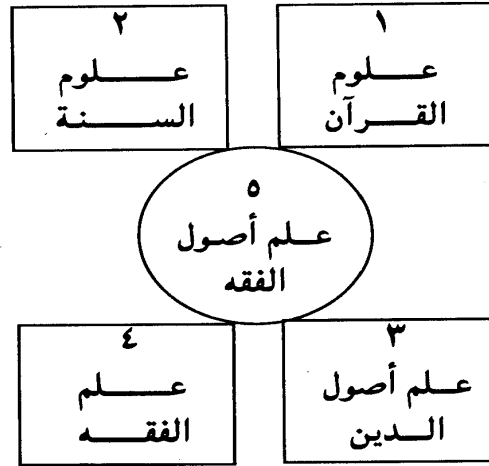 ١
علوم
القرآن
٢
علوم
السنة
٥
علم أصول
الفقه
٣
علم أصول
الدين
٤
علم
الفقه